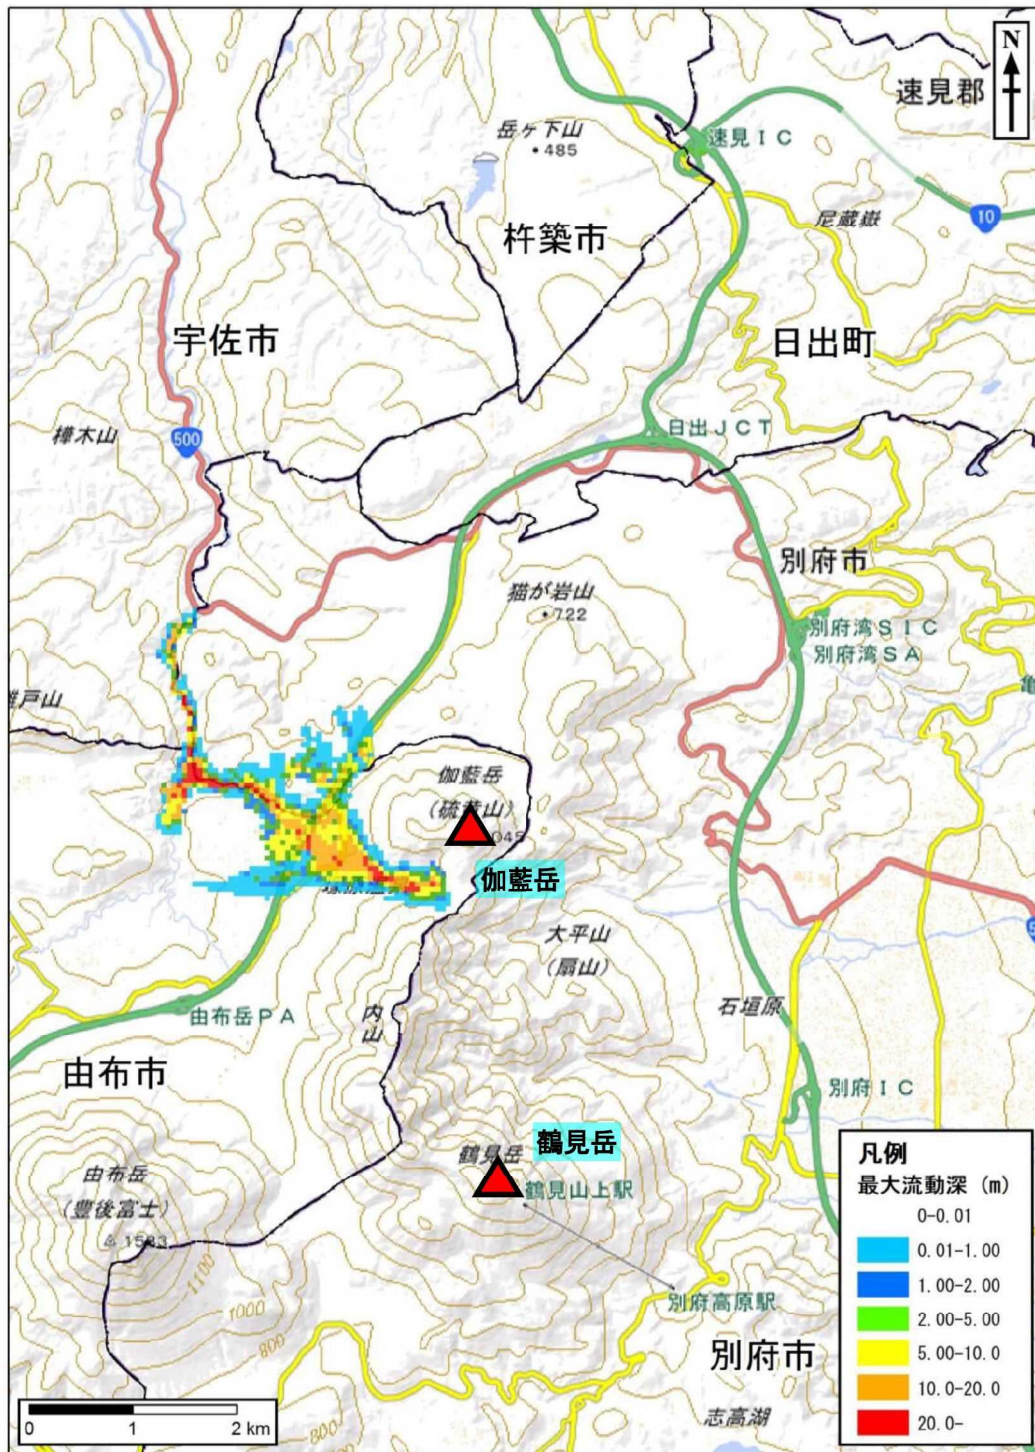 N
速見郡
岳ヶ下山
・485
速見IC
10
尼蔵嶽
杵築市
宇佐市
日出町
樺木山
500
日出JCT
別府市
猫が岩山
・722
別府湾SIC
別府湾SA
亀
戸山
伽藍岳
(硫黄山)
045
伽藍岳
大平山
(扇山)
石垣原
由布岳PA
内山
由布市
別府IC
鶴見岳
鶴見岳
鶴見山上駅
由布岳
(豊後富士)
1583
1100
1000
800
別府高原駅
別府市
志高湖
800
0 1 2 km
凡例
最大流動深 (m)
0-0.01
0.01-1.00
1.00-2.00
2.00-5.00
5.00-10.0
10.0-20.0
20.0-